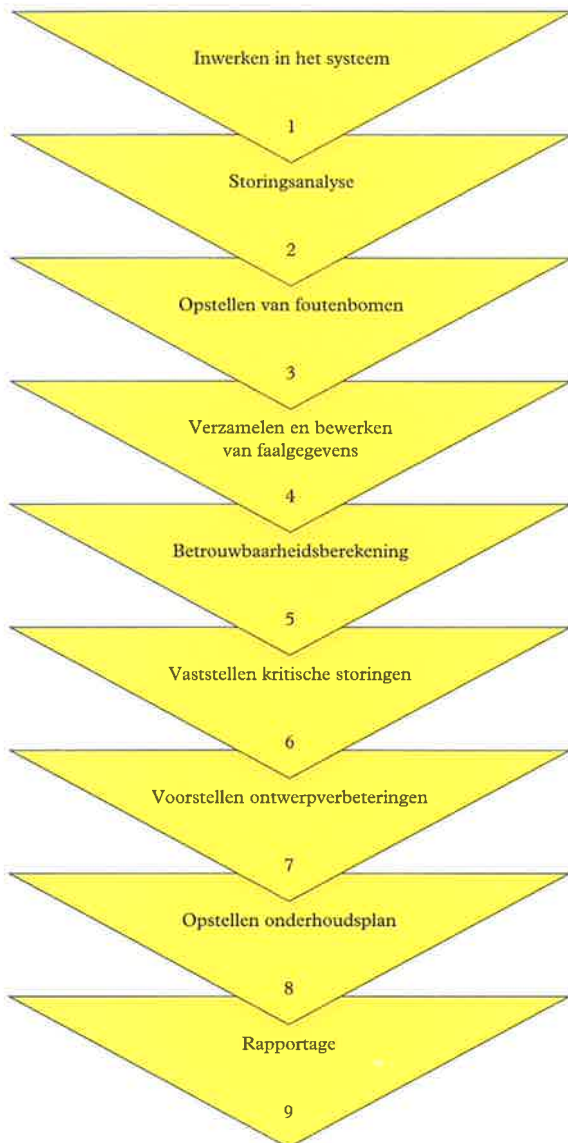 Inwerken in het systeem
1
Storingsanalyse
2
Opstellen van foutenbomen
3
Verzamelen en bewerken
van faalgegevens
4
Betrouwbaarheidsberekening
5
Vaststellen kritische storingen
6
Voorstellen ontwerpverbeteringen
7
Opstellen onderhoudsplan
8
Rapportage
9